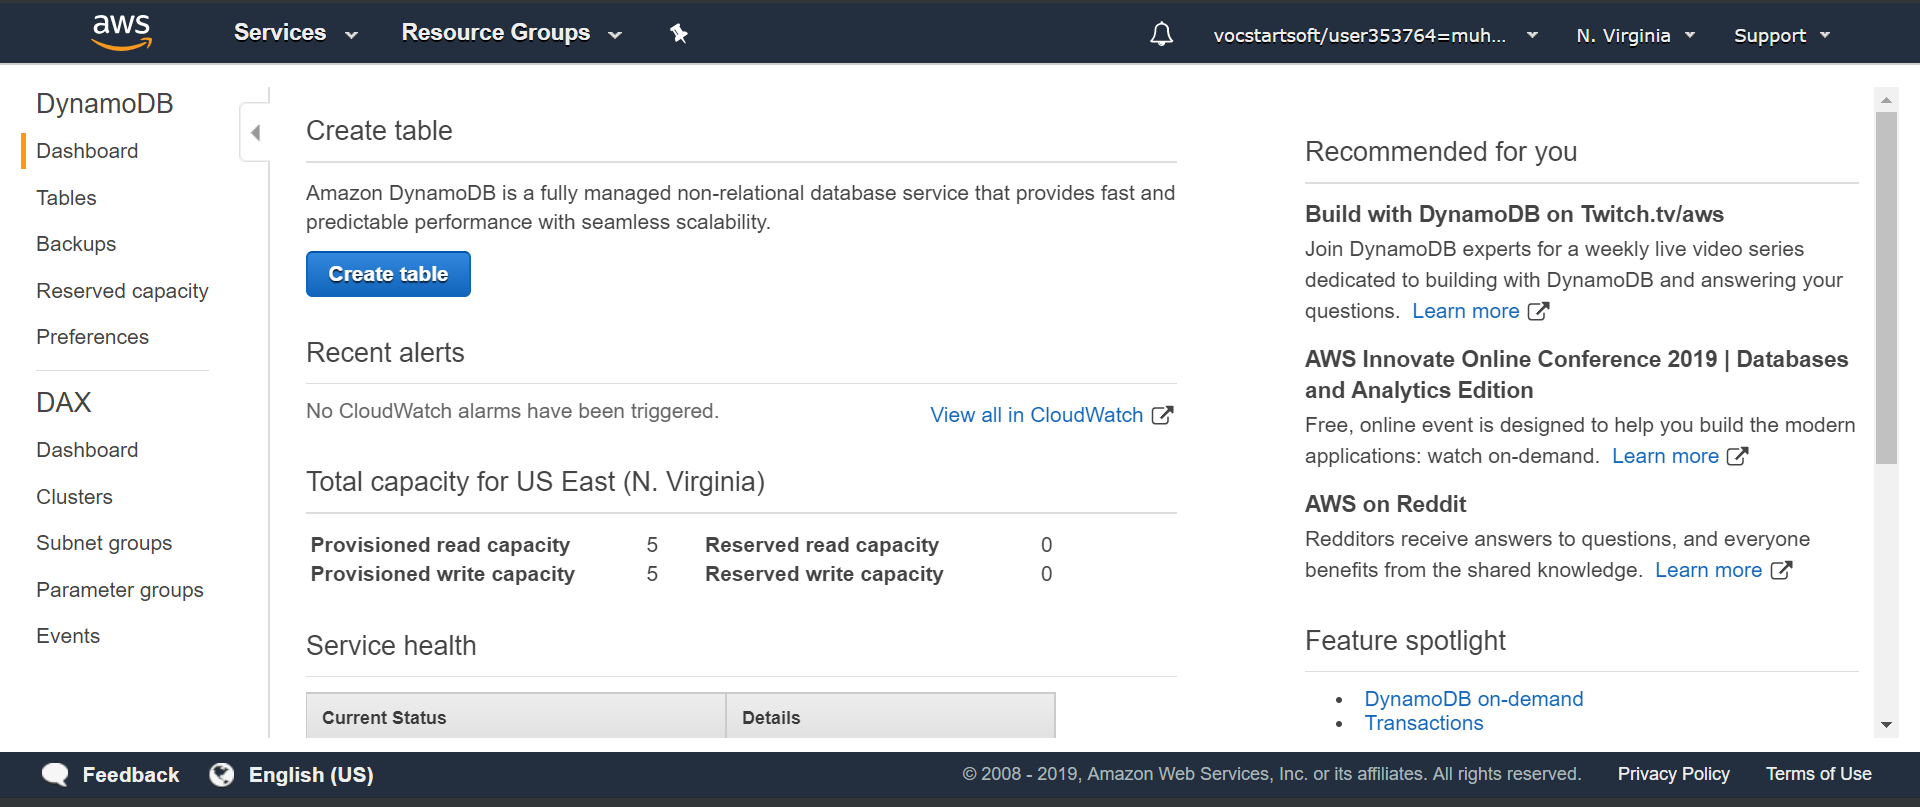 aws
Services
Resource Groups
vocstartsoft/user353764=muh...
N. Virginia
Support
DynamoDB
Dashboard
Tables
Backups
Reserved capacity
Preferences
DAX
Dashboard
Clusters
Subnet groups
Parameter groups
Events
Create table
Amazon DynamoDB is a fully managed non-relational database service that provides fast and
predictable performance with seamless scalability.
Create table
Recent alerts
No CloudWatch alarms have been triggered.
View all in CloudWatch
Total capacity for US East (N. Virginia)
Provisioned read capacity 5 Reserved read capacity 0
Provisioned write capacity 5 Reserved write capacity 0
Service health
Current Status Details
Recommended for you
Build with DynamoDB on Twitch.tv/aws
Join DynamoDB experts for a weekly live video series
dedicated to building with DynamoDB and answering your
questions. Learn more
AWS Innovate Online Conference 2019 | Databases
and Analytics Edition
Free, online event is designed to help you build the modern
applications: watch on-demand. Learn more
AWS on Reddit
Redditors receive answers to questions, and everyone
benefits from the shared knowledge. Learn more
Feature spotlight
• DynamoDB on-demand
• Transactions
Feedback
English (US)
© 2008 - 2019, Amazon Web Services, Inc. or its affiliates. All rights reserved.
Privacy Policy
Terms of Use